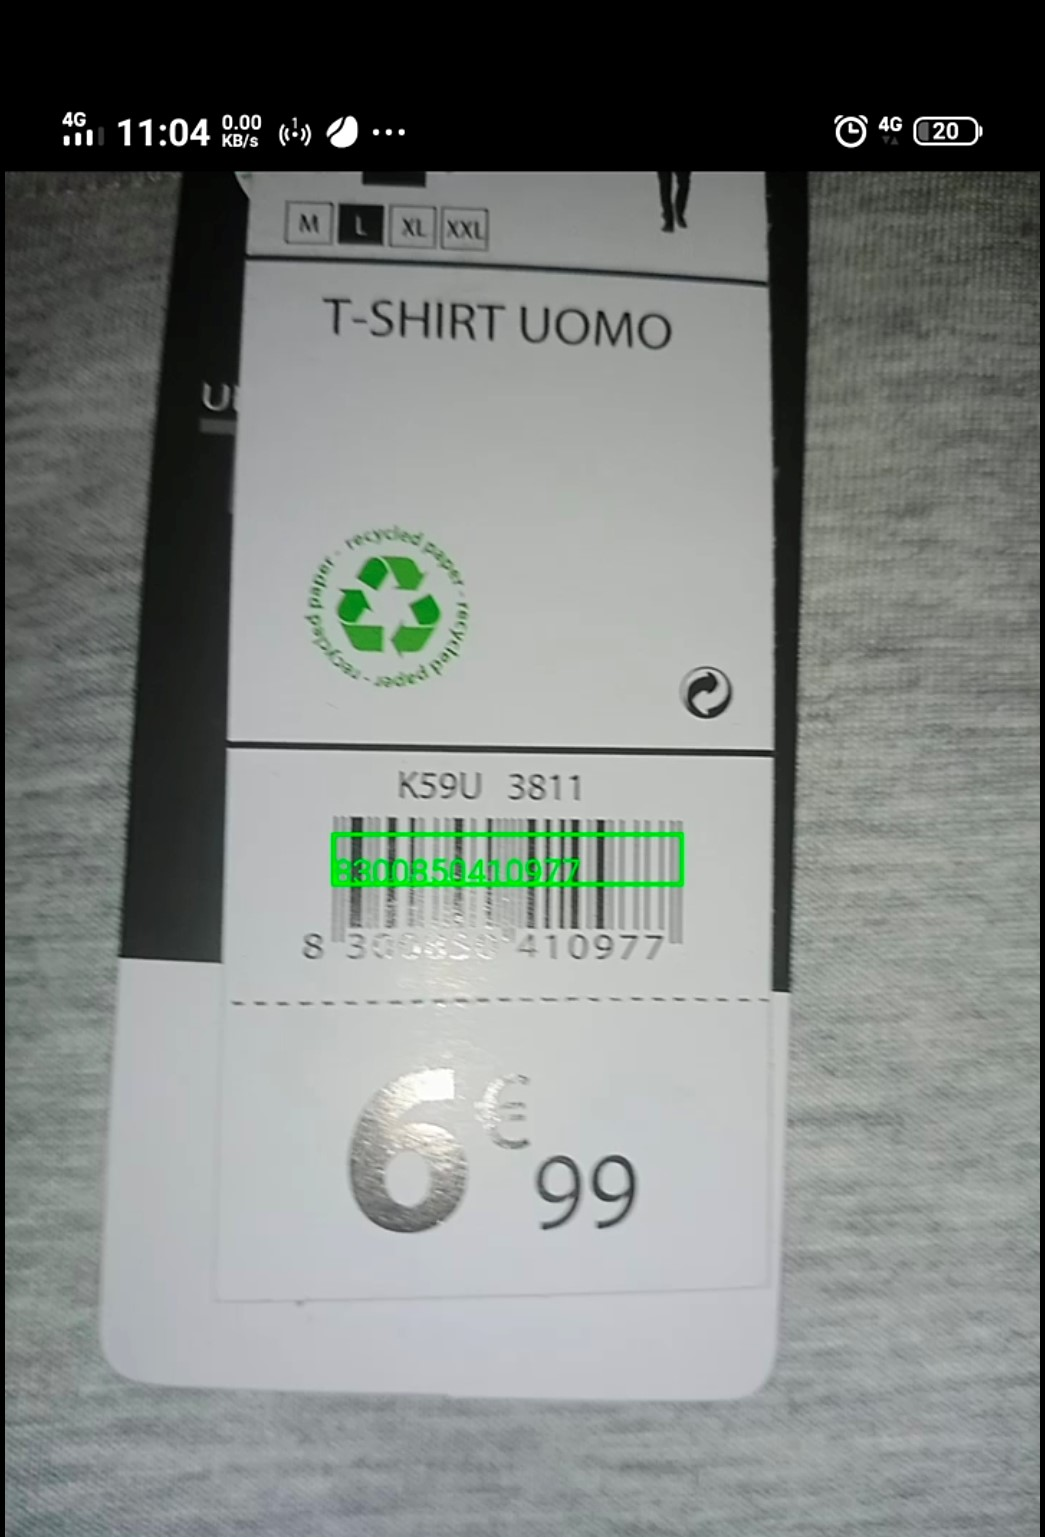 4G 11:04 0.00 KB/s 4G 20
M L XL XXL
T-SHIRT UOMO
recycled paper - recycled paper - recycled paper -
K59U 3811
8300850410977
8 300850 410977
6 € 99